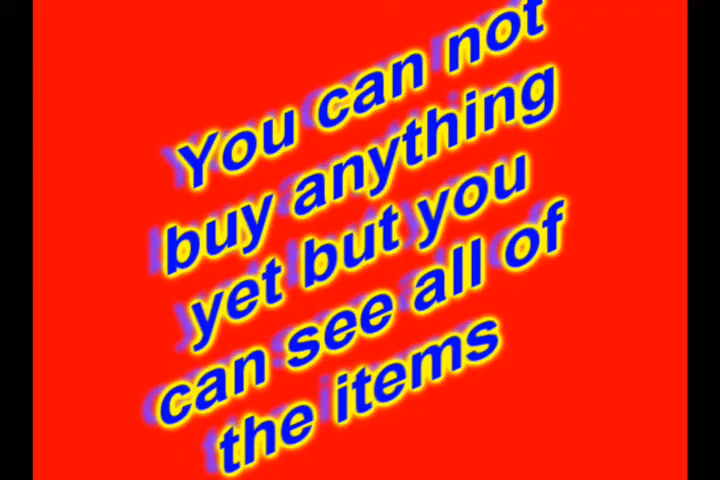 You can not
buy anything
yet but you
can see all of
the items